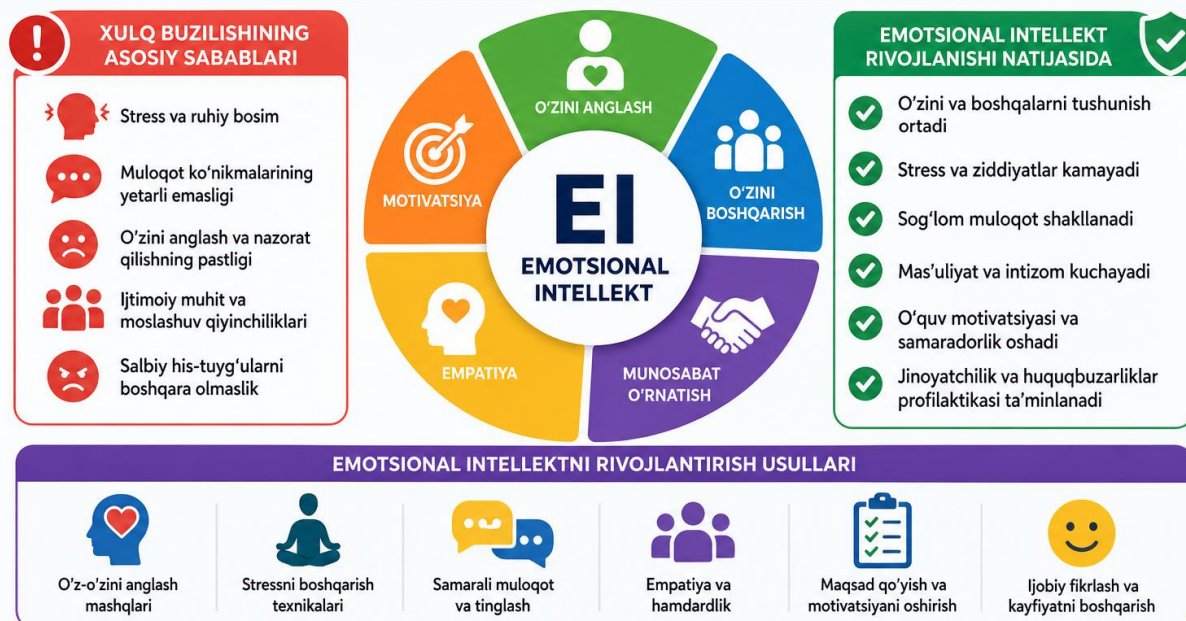 XULQ BUZILISHINING
ASOSIY SABABLARI
Stress va ruhiy bosim
Muloqot ko‘nikmalarining
yetarli emasligi
O'zini anglash va nazorat
qilishning pastligi
Ijtimoiy muhit va
moslashuv qiyinchiliklari
Salbiy his-tuyg‘ularni
boshqara olmaslik
O'ZINI ANGLASH
O'ZINI
BOSHQARISH
MUNOSABAT
O'RNATISH
EMPATIYA
MOTIVATSIYA
EI
EMOTSIONAL
INTELLEKT
EMOTSIONAL INTELLEKT
RIVOJLANISHI NATIJASIDA
O'zini va boshqalarni tushunish
ortadi
Stress va ziddiyatlar kamayadi
Sog‘lom muloqot shakllanadi
Mas'uliyat va intizom kuchayadi
O'quv motivatsiyasi va
samaradorlik oshadi
Jinoyatchilik va huquqbuzarliklar
profilaktikasi ta'minlanadi
EMOTSIONAL INTELLEKTNI RIVOJLANTIRISH USULLARI
O'z-o'zini anglash
mashqlari
Stressni boshqarish
texnikalari
Samarali muloqot
va tinglash
Empatiya va
hamdardlik
Maqsad qo'yish va
motivatsiyani oshirish
Ijobiy fikrlash va
kayfiyatni boshqarish